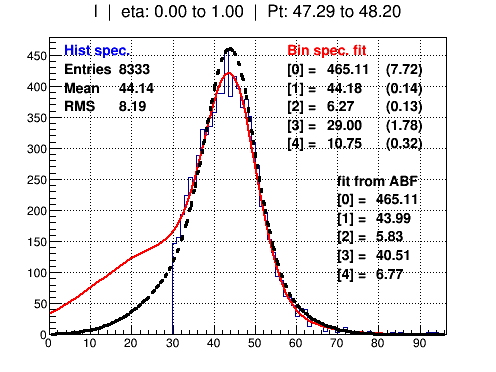 I | eta: 0.00 to 1.00 | Pt: 47.29 to 48.20
Hist spec.
Entries 8333
Mean 44.14
RMS 8.19
Bin spec. fit
[0] = 465.11 (7.72)
[1] = 44.18 (0.14)
[2] = 6.27 (0.13)
[3] = 29.00 (1.78)
[4] = 10.75 (0.32)
fit from ABF
[0] = 465.11
[1] = 43.99
[2] = 5.83
[3] = 40.51
[4] = 6.77
450
400
350
300
250
200
150
100
50
0
0 10 20 30 40 50 60 70 80 90